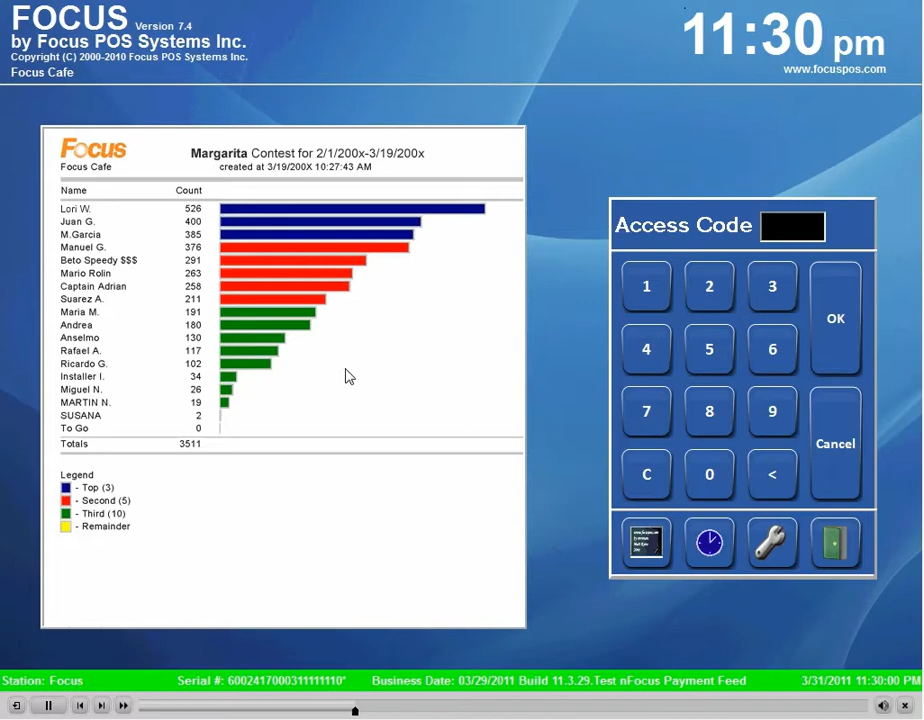 FOCUS Version 7.4
by Focus POS Systems Inc.
Copyright (C) 2000-2010 Focus POS Systems Inc.
Focus Cafe
11:30 pm
www.focuspos.com
Focus
Focus Cafe
Margarita Contest for 2/1/200x-3/19/200x
created at 3/19/200X 10:27:43 AM
Name Count
Lori W. 526
Juan G. 400
M.Garcia 385
Manuel G. 376
Beto Speedy $$$ 291
Mario Rolin 263
Captain Adrian 258
Suarez A. 211
Maria M. 191
Andrea 180
Anselmo 130
Rafael A. 117
Ricardo G. 102
Installer I. 34
Miguel N. 26
MARTIN N. 19
SUSANA 2
To Go 0
Totals 3511
Legend
- Top (3)
- Second (5)
- Third (10)
- Remainder
Access Code
1 2 3 OK
4 5 6
7 8 9 Cancel
C 0 <
Station: Focus Serial #: 6002417000311111110* Business Date: 03/29/2011 Build 11.3.29.Test nFocus Payment Feed 3/31/2011 11:30:00 PM